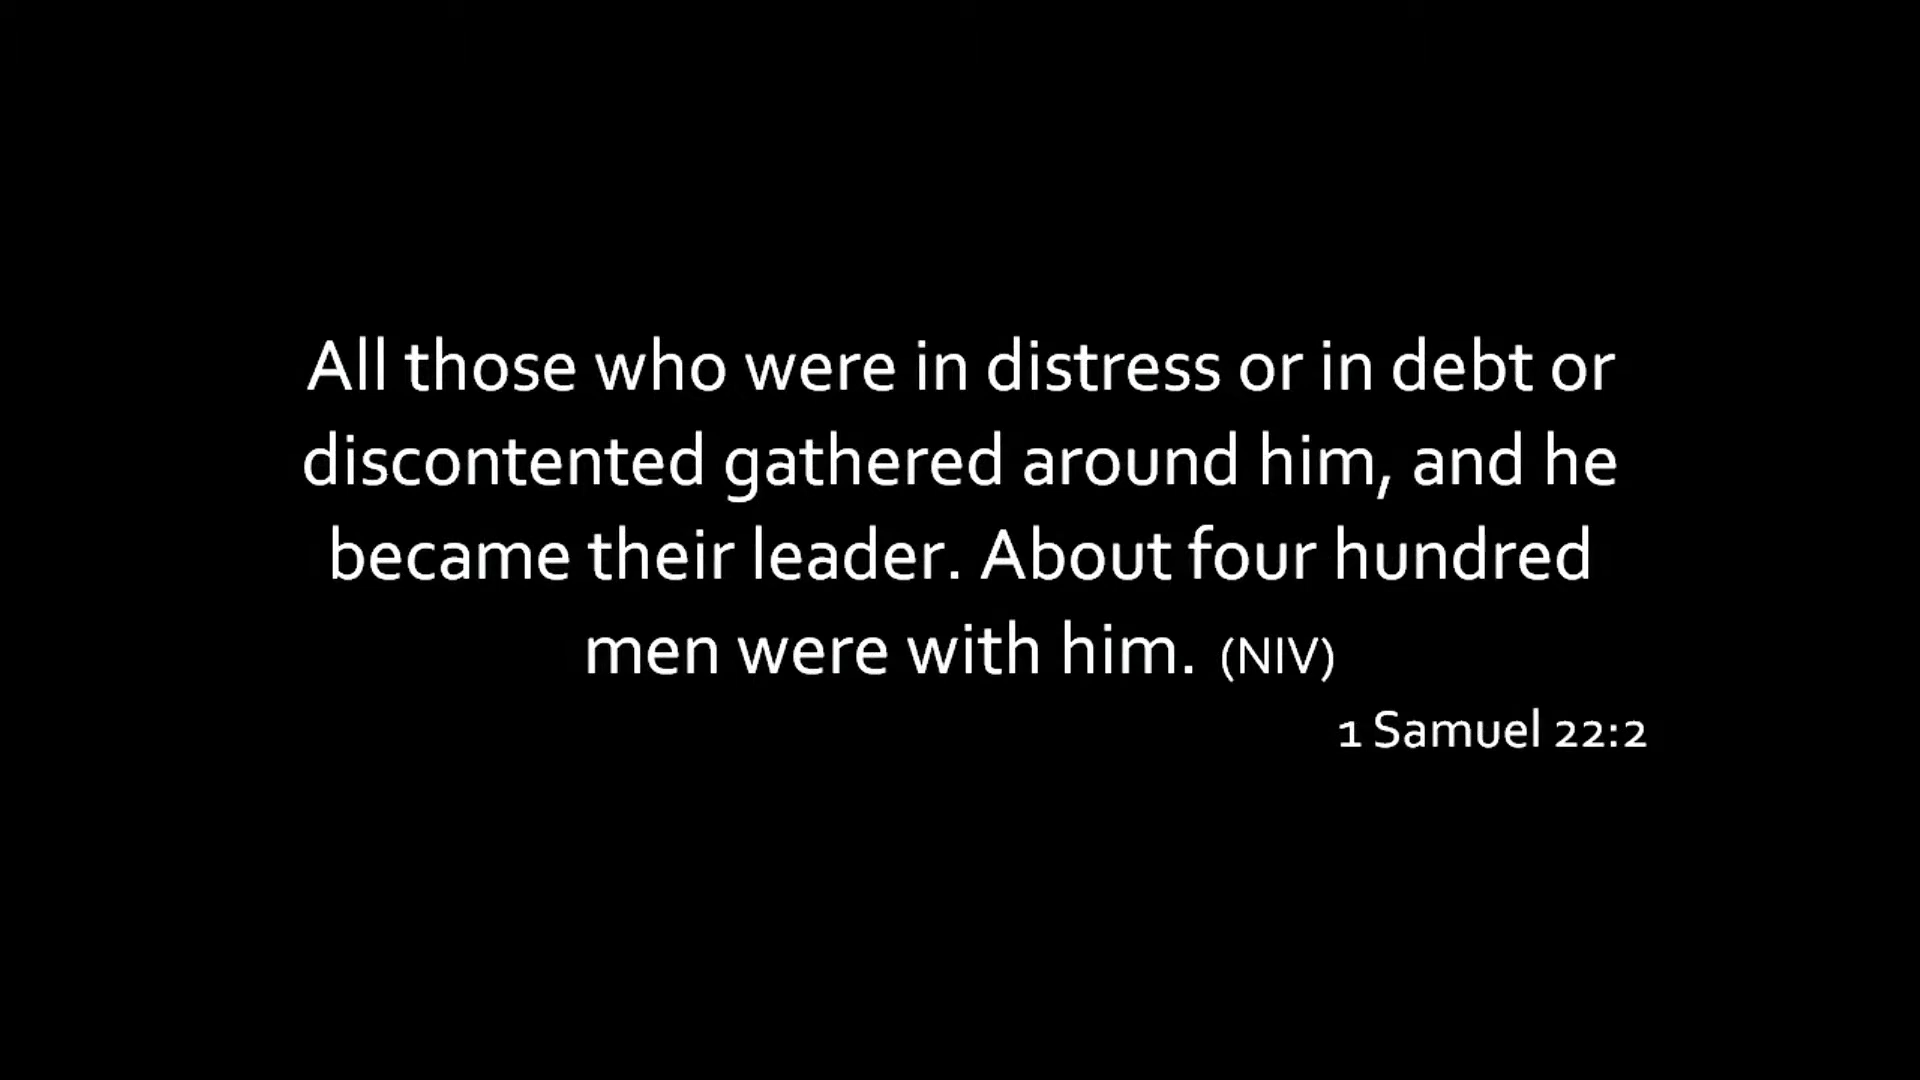 All those who were in distress or in debt or
discontented gathered around him, and he
became their leader. About four hundred
men were with him. (NIV)
1 Samuel 22:2